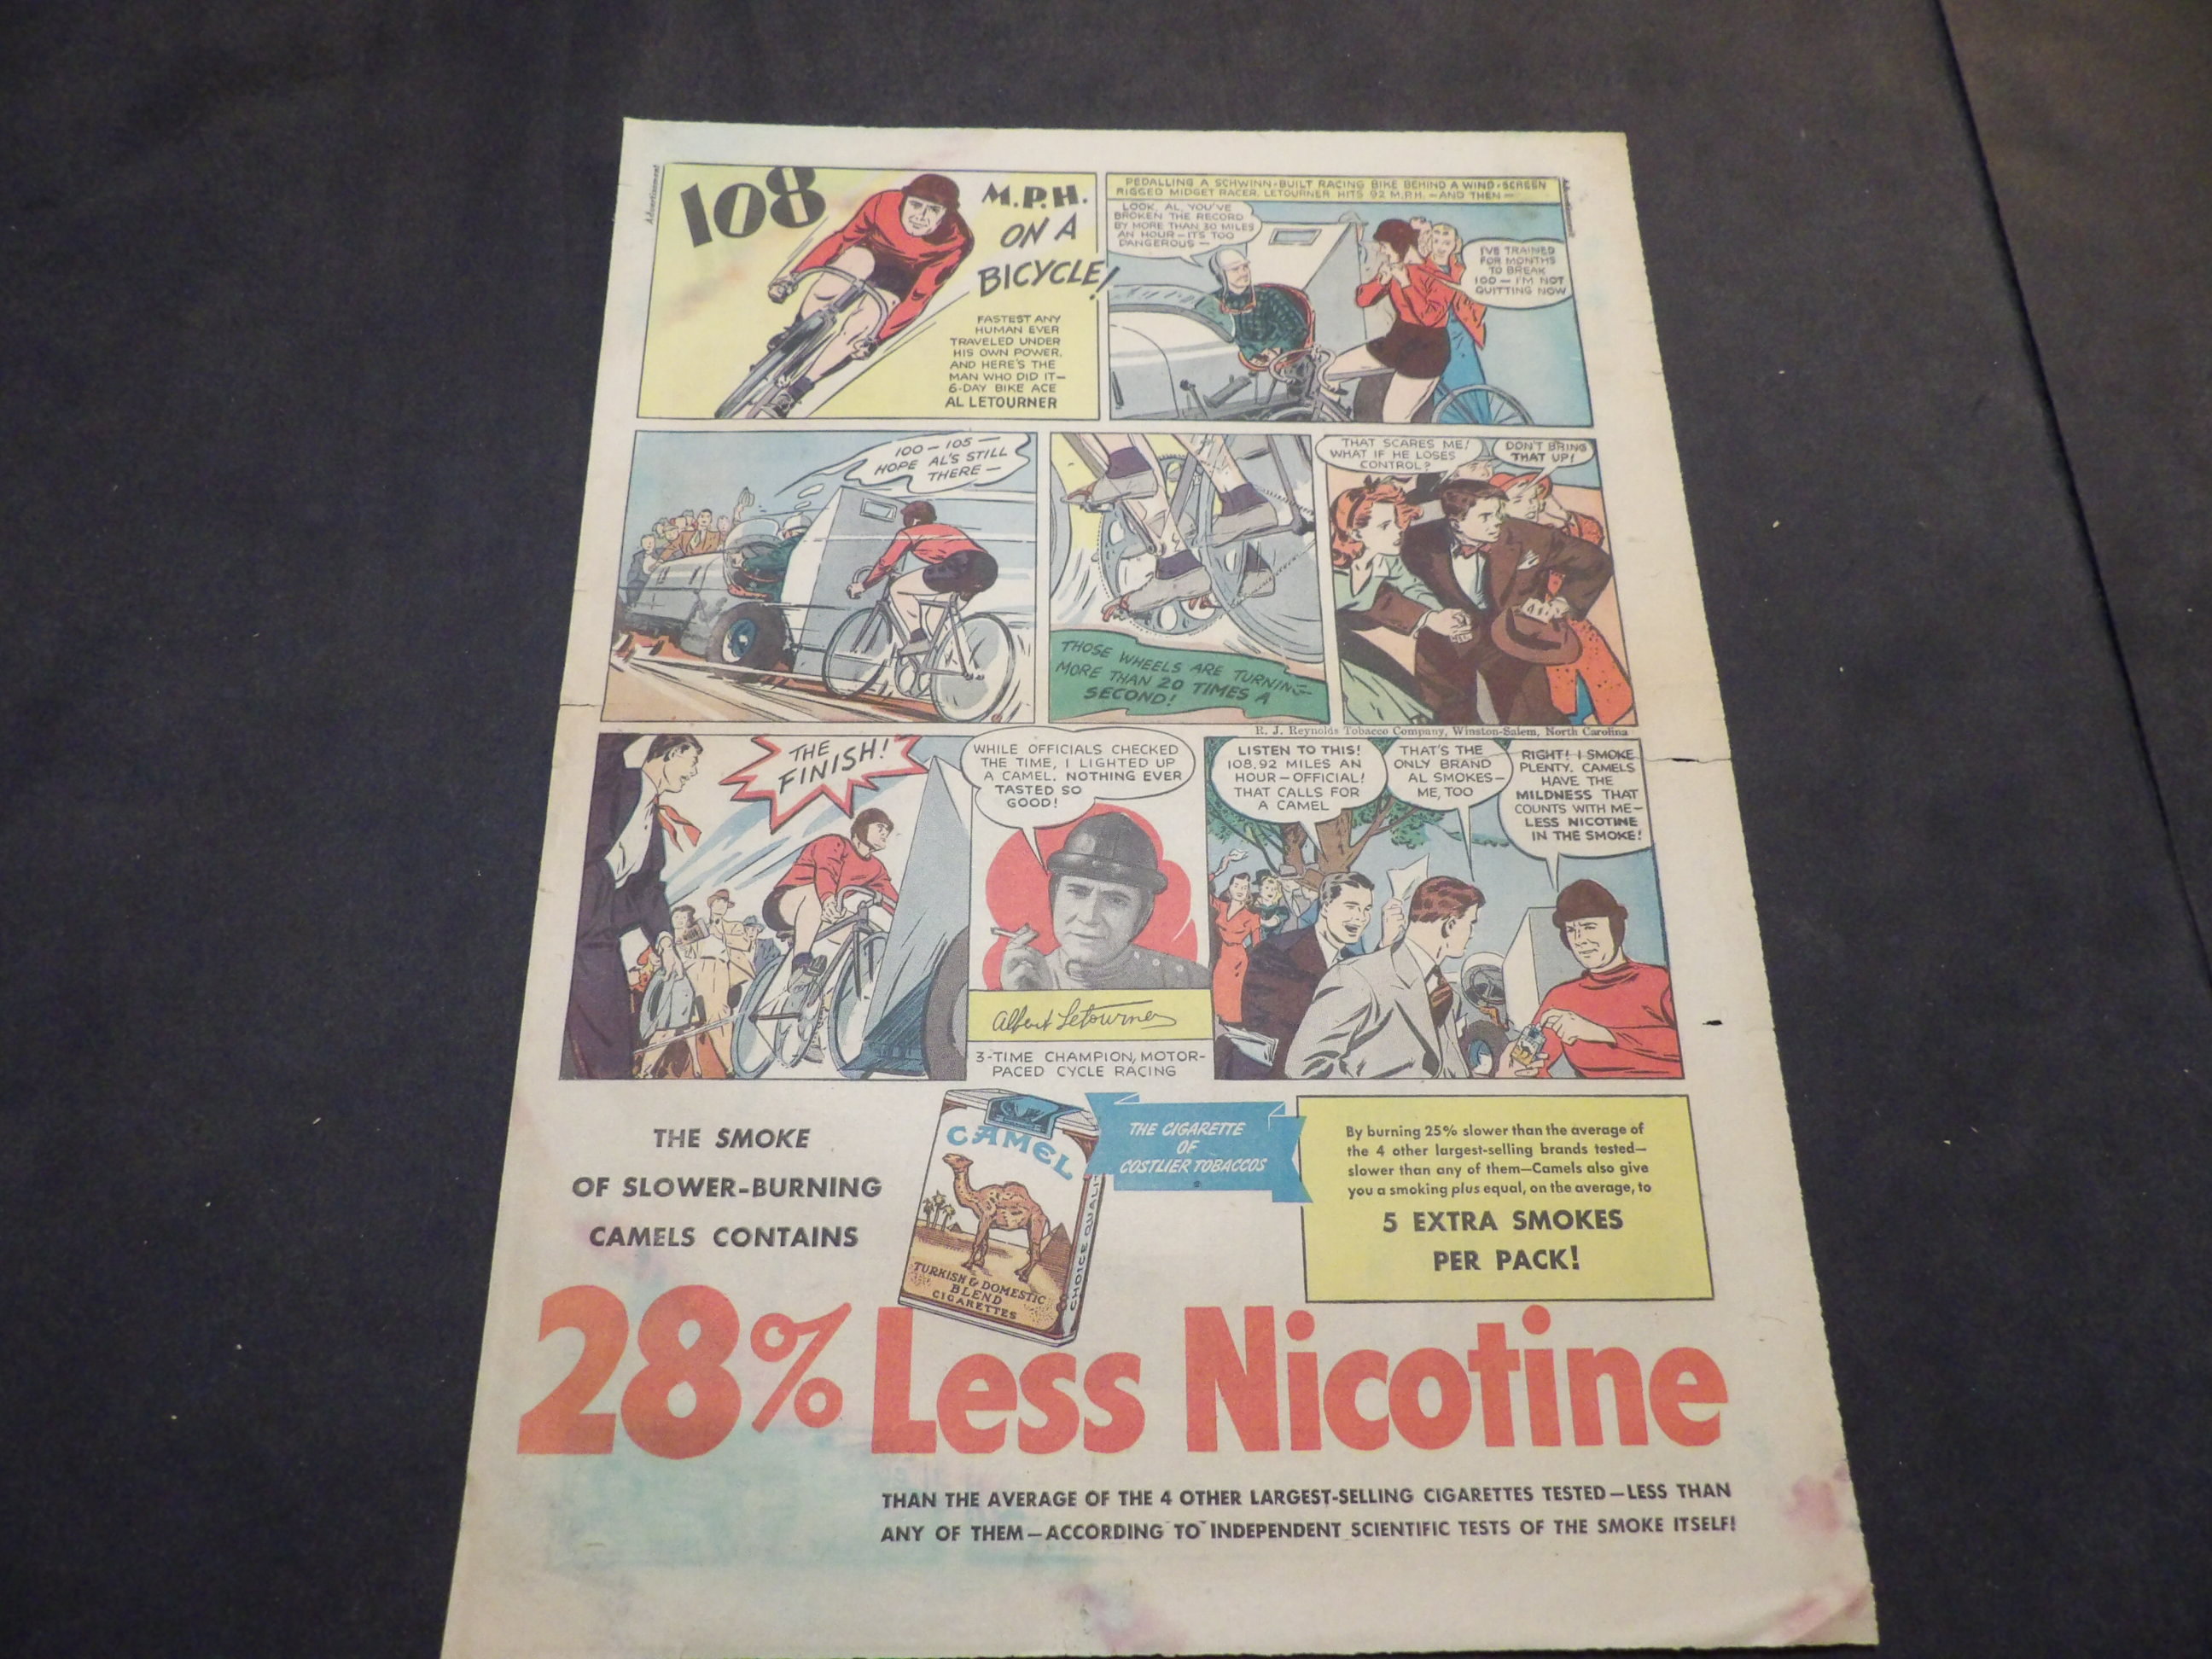 Advertisement
108
M.P.H.
ON A
BICYCLE!
FASTEST ANY
HUMAN EVER
TRAVELED UNDER
HIS OWN POWER,
AND HERE'S THE
MAN WHO DID IT—
6-DAY BIKE ACE
AL LETOURNER
PEDALLING A SCHWINN-BUILT RACING BIKE BEHIND A WIND-SCREEN
RIGGED MIDGET RACER, LETOURNER HITS 92 M.P.H. —AND THEN—
LOOK, AL, YOU'VE
BROKEN THE RECORD
BY MORE THAN 30 MILES
AN HOUR—IT'S TOO
DANGEROUS—
I'VE TRAINED
FOR MONTHS
TO BREAK
100—I'M NOT
QUITTING NOW
100—105—
HOPE AL'S STILL
THERE—
THOSE WHEELS ARE TURNING
MORE THAN 20 TIMES A
SECOND!
THAT SCARES ME!
WHAT IF HE LOSES
CONTROL?
DON'T BRING
THAT UP!
R. J. Reynolds Tobacco Company, Winston-Salem, North Carolina
THE
FINISH!
WHILE OFFICIALS CHECKED
THE TIME, I LIGHTED UP
A CAMEL. NOTHING EVER
TASTED SO
GOOD!
Albert Letourner
3-TIME CHAMPION, MOTOR-
PACED CYCLE RACING
LISTEN TO THIS!
108.92 MILES AN
HOUR—OFFICIAL!
THAT CALLS FOR
A CAMEL
THAT'S THE
ONLY BRAND
AL SMOKES—
ME, TOO
RIGHT! I SMOKE
PLENTY. CAMELS
HAVE THE
MILDNESS THAT
COUNTS WITH ME—
LESS NICOTINE
IN THE SMOKE!
THE SMOKE
OF SLOWER-BURNING
CAMELS CONTAINS
CAMEL
TURKISH & DOMESTIC
BLEND
CIGARETTES
CHOICE QUALI
THE CIGARETTE
OF
COSTLIER TOBACCOS
By burning 25% slower than the average of
the 4 other largest-selling brands tested—
slower than any of them—Camels also give
you a smoking plus equal, on the average, to
5 EXTRA SMOKES
PER PACK!
28% Less Nicotine
THAN THE AVERAGE OF THE 4 OTHER LARGEST-SELLING CIGARETTES TESTED—LESS THAN
ANY OF THEM—ACCORDING TO INDEPENDENT SCIENTIFIC TESTS OF THE SMOKE ITSELF!